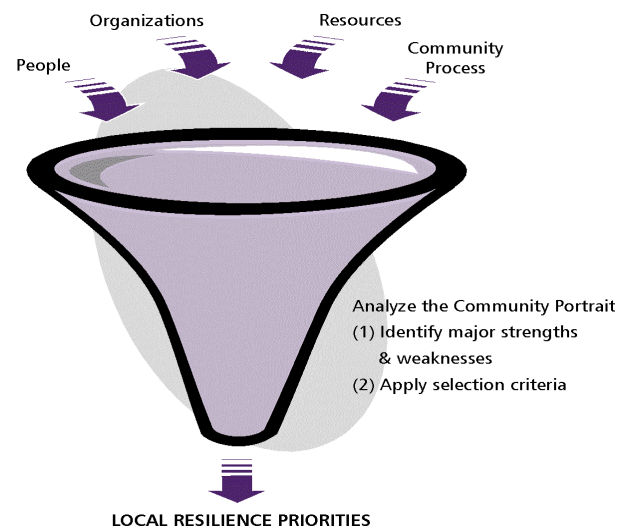 Organizations
Resources
People
Community
Process
Analyze the Community Portrait
(1) Identify major strengths
& weaknesses
(2) Apply selection criteria
LOCAL RESILIENCE PRIORITIES